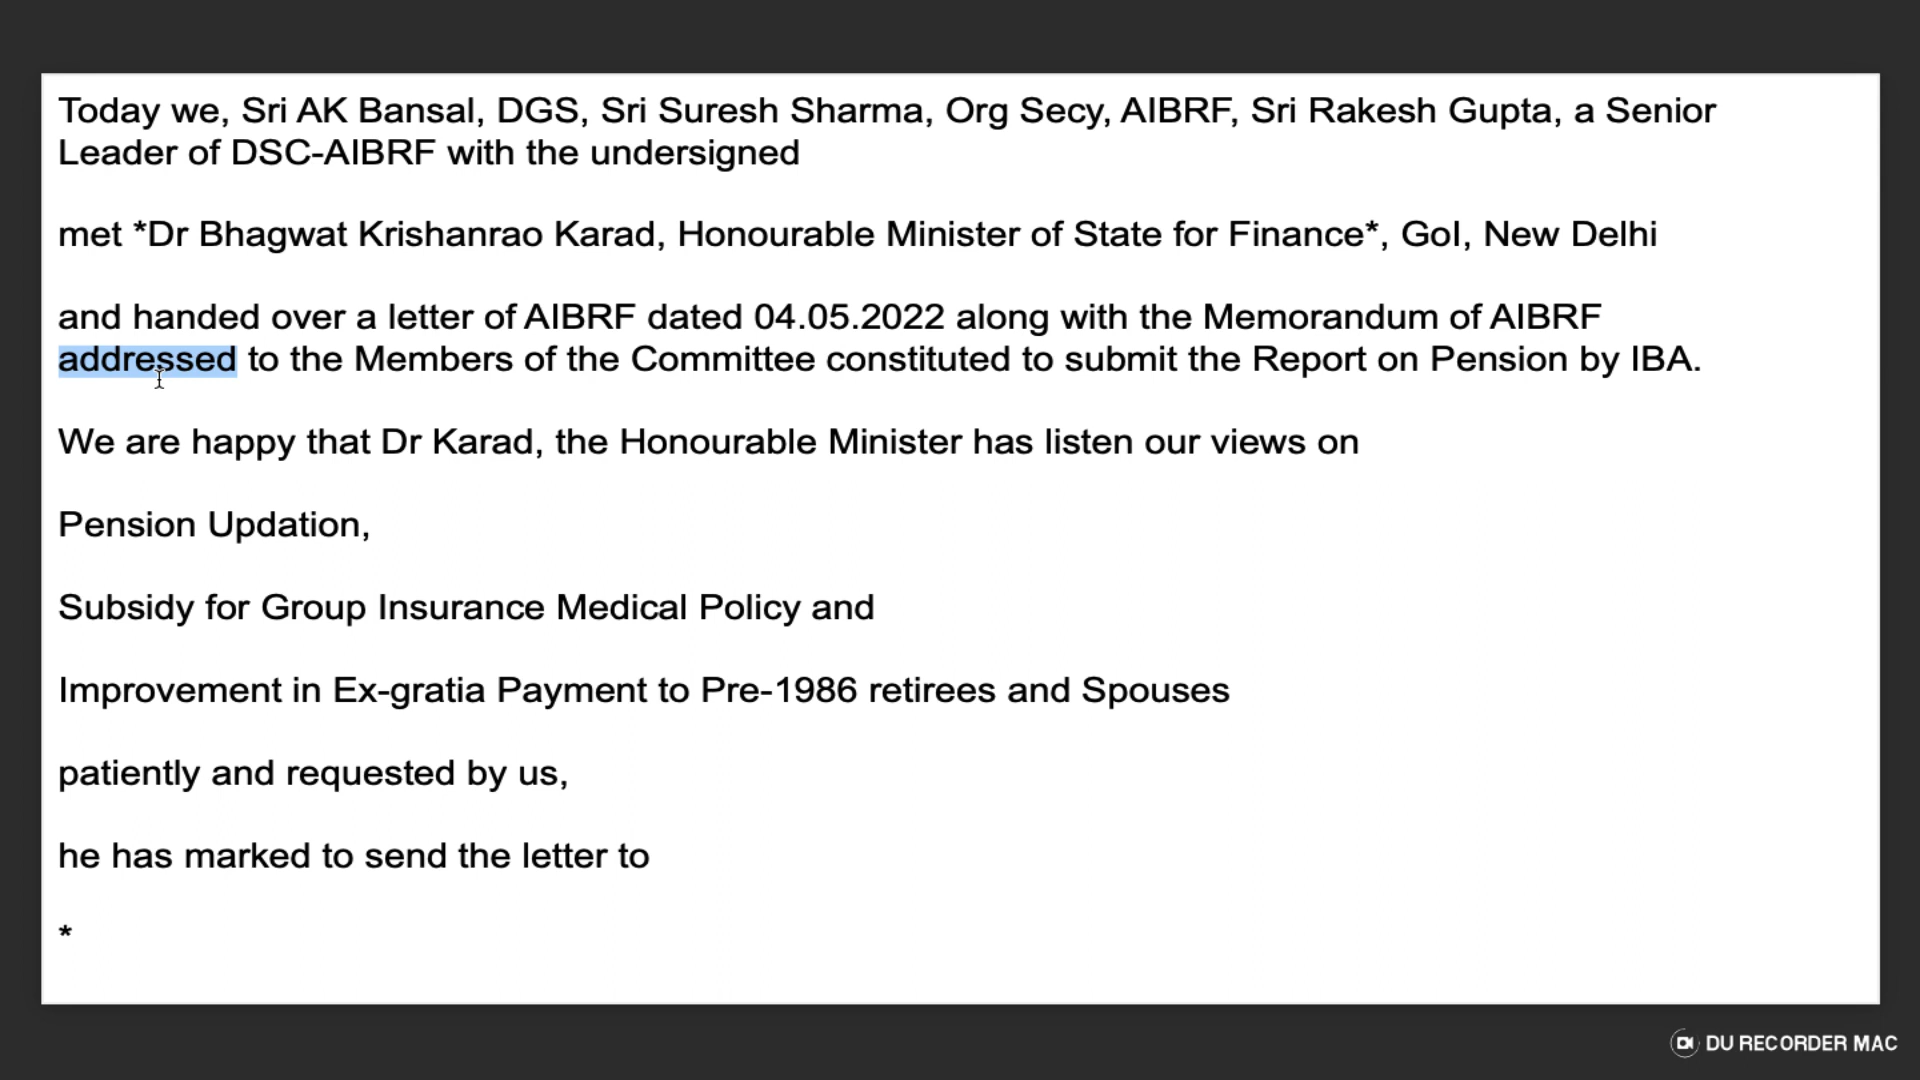 Today we, Sri AK Bansal, DGS, Sri Suresh Sharma, Org Secy, AIBRF, Sri Rakesh Gupta, a Senior
Leader of DSC-AIBRF with the undersigned
met *Dr Bhagwat Krishanrao Karad, Honourable Minister of State for Finance*, GoI, New Delhi
and handed over a letter of AIBRF dated 04.05.2022 along with the Memorandum of AIBRF
addressed to the Members of the Committee constituted to submit the Report on Pension by IBA.
We are happy that Dr Karad, the Honourable Minister has listen our views on
Pension Updation,
Subsidy for Group Insurance Medical Policy and
Improvement in Ex-gratia Payment to Pre-1986 retirees and Spouses
patiently and requested by us,
he has marked to send the letter to
*
DU RECORDER MAC